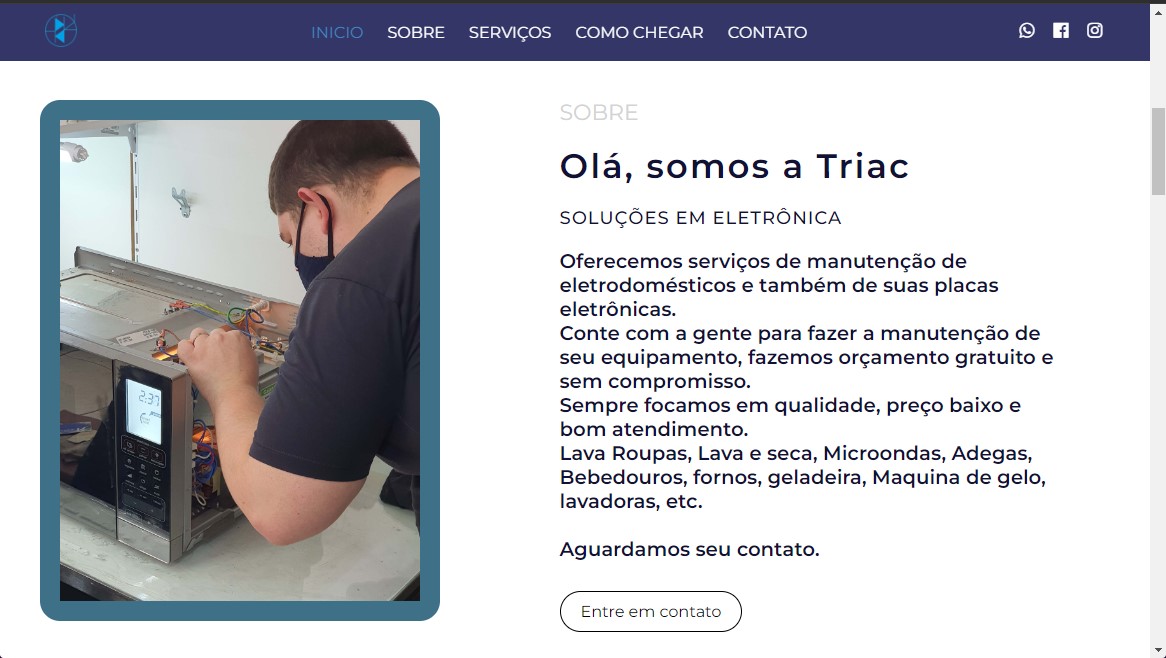 INICIO SOBRE SERVIÇOS COMO CHEGAR CONTATO
SOBRE
Olá, somos a Triac
SOLUÇÕES EM ELETRÔNICA
Oferecemos serviços de manutenção de
eletrodomésticos e também de suas placas
eletrônicas.
Conte com a gente para fazer a manutenção de
seu equipamento, fazemos orçamento gratuito e
sem compromisso.
Sempre focamos em qualidade, preço baixo e
bom atendimento.
Lava Roupas, Lava e seca, Microondas, Adegas,
Bebedouros, fornos, geladeira, Maquina de gelo,
lavadoras, etc.
Aguardamos seu contato.
Entre em contato
2:37